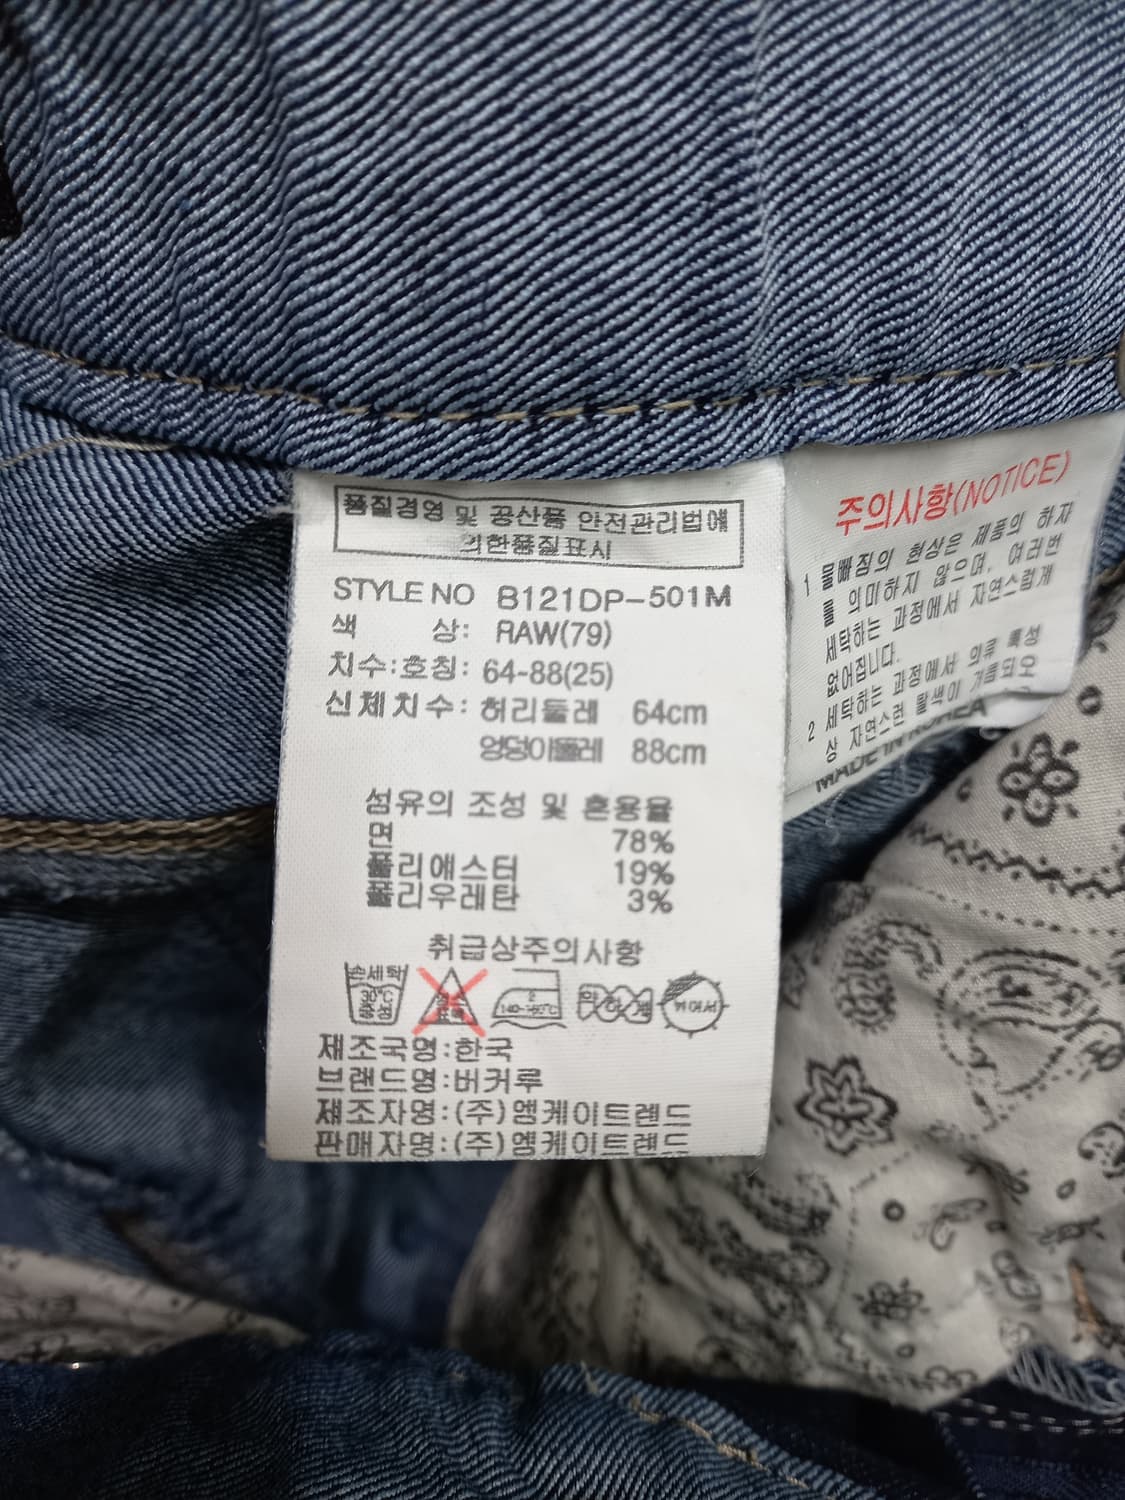 품질경영 및 공산품 안전관리법에
의한품질표시
STYLE NO B121DP-501M
색 상: RAW(79)
치수:호칭: 64-88(25)
신체치수: 허리둘레 64cm
엉덩이둘레 88cm
섬유의 조성 및 혼용율
면 78%
폴리에스터 19%
폴리우레탄 3%
취급상주의사항
손세탁
30°C
중성
약하게
제조국명:한국
브랜드명:버커루
제조자명:(주)엠케이트렌드
판매자명:(주)엠케이트렌드
주의사항(NOTICE)
1 물빠짐의 현상은 제품의 하자
를 의미하지 않으며, 여러번
세탁하는 과정에서 자연스럽게
없어집니다.
2 세탁하는 과정에서 의류 특성
상 자연스런 탈색이 거듭되오
MADE IN KOREA